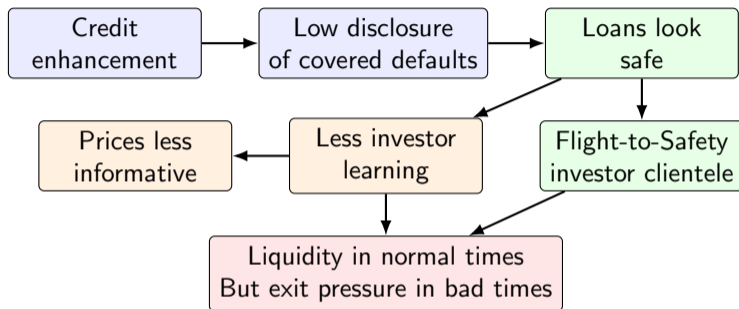 Credit
enhancement
Low disclosure
of covered defaults
Loans look
safe
Prices less
informative
Less investor
learning
Flight-to-Safety
investor clientele
Liquidity in normal times
But exit pressure in bad times